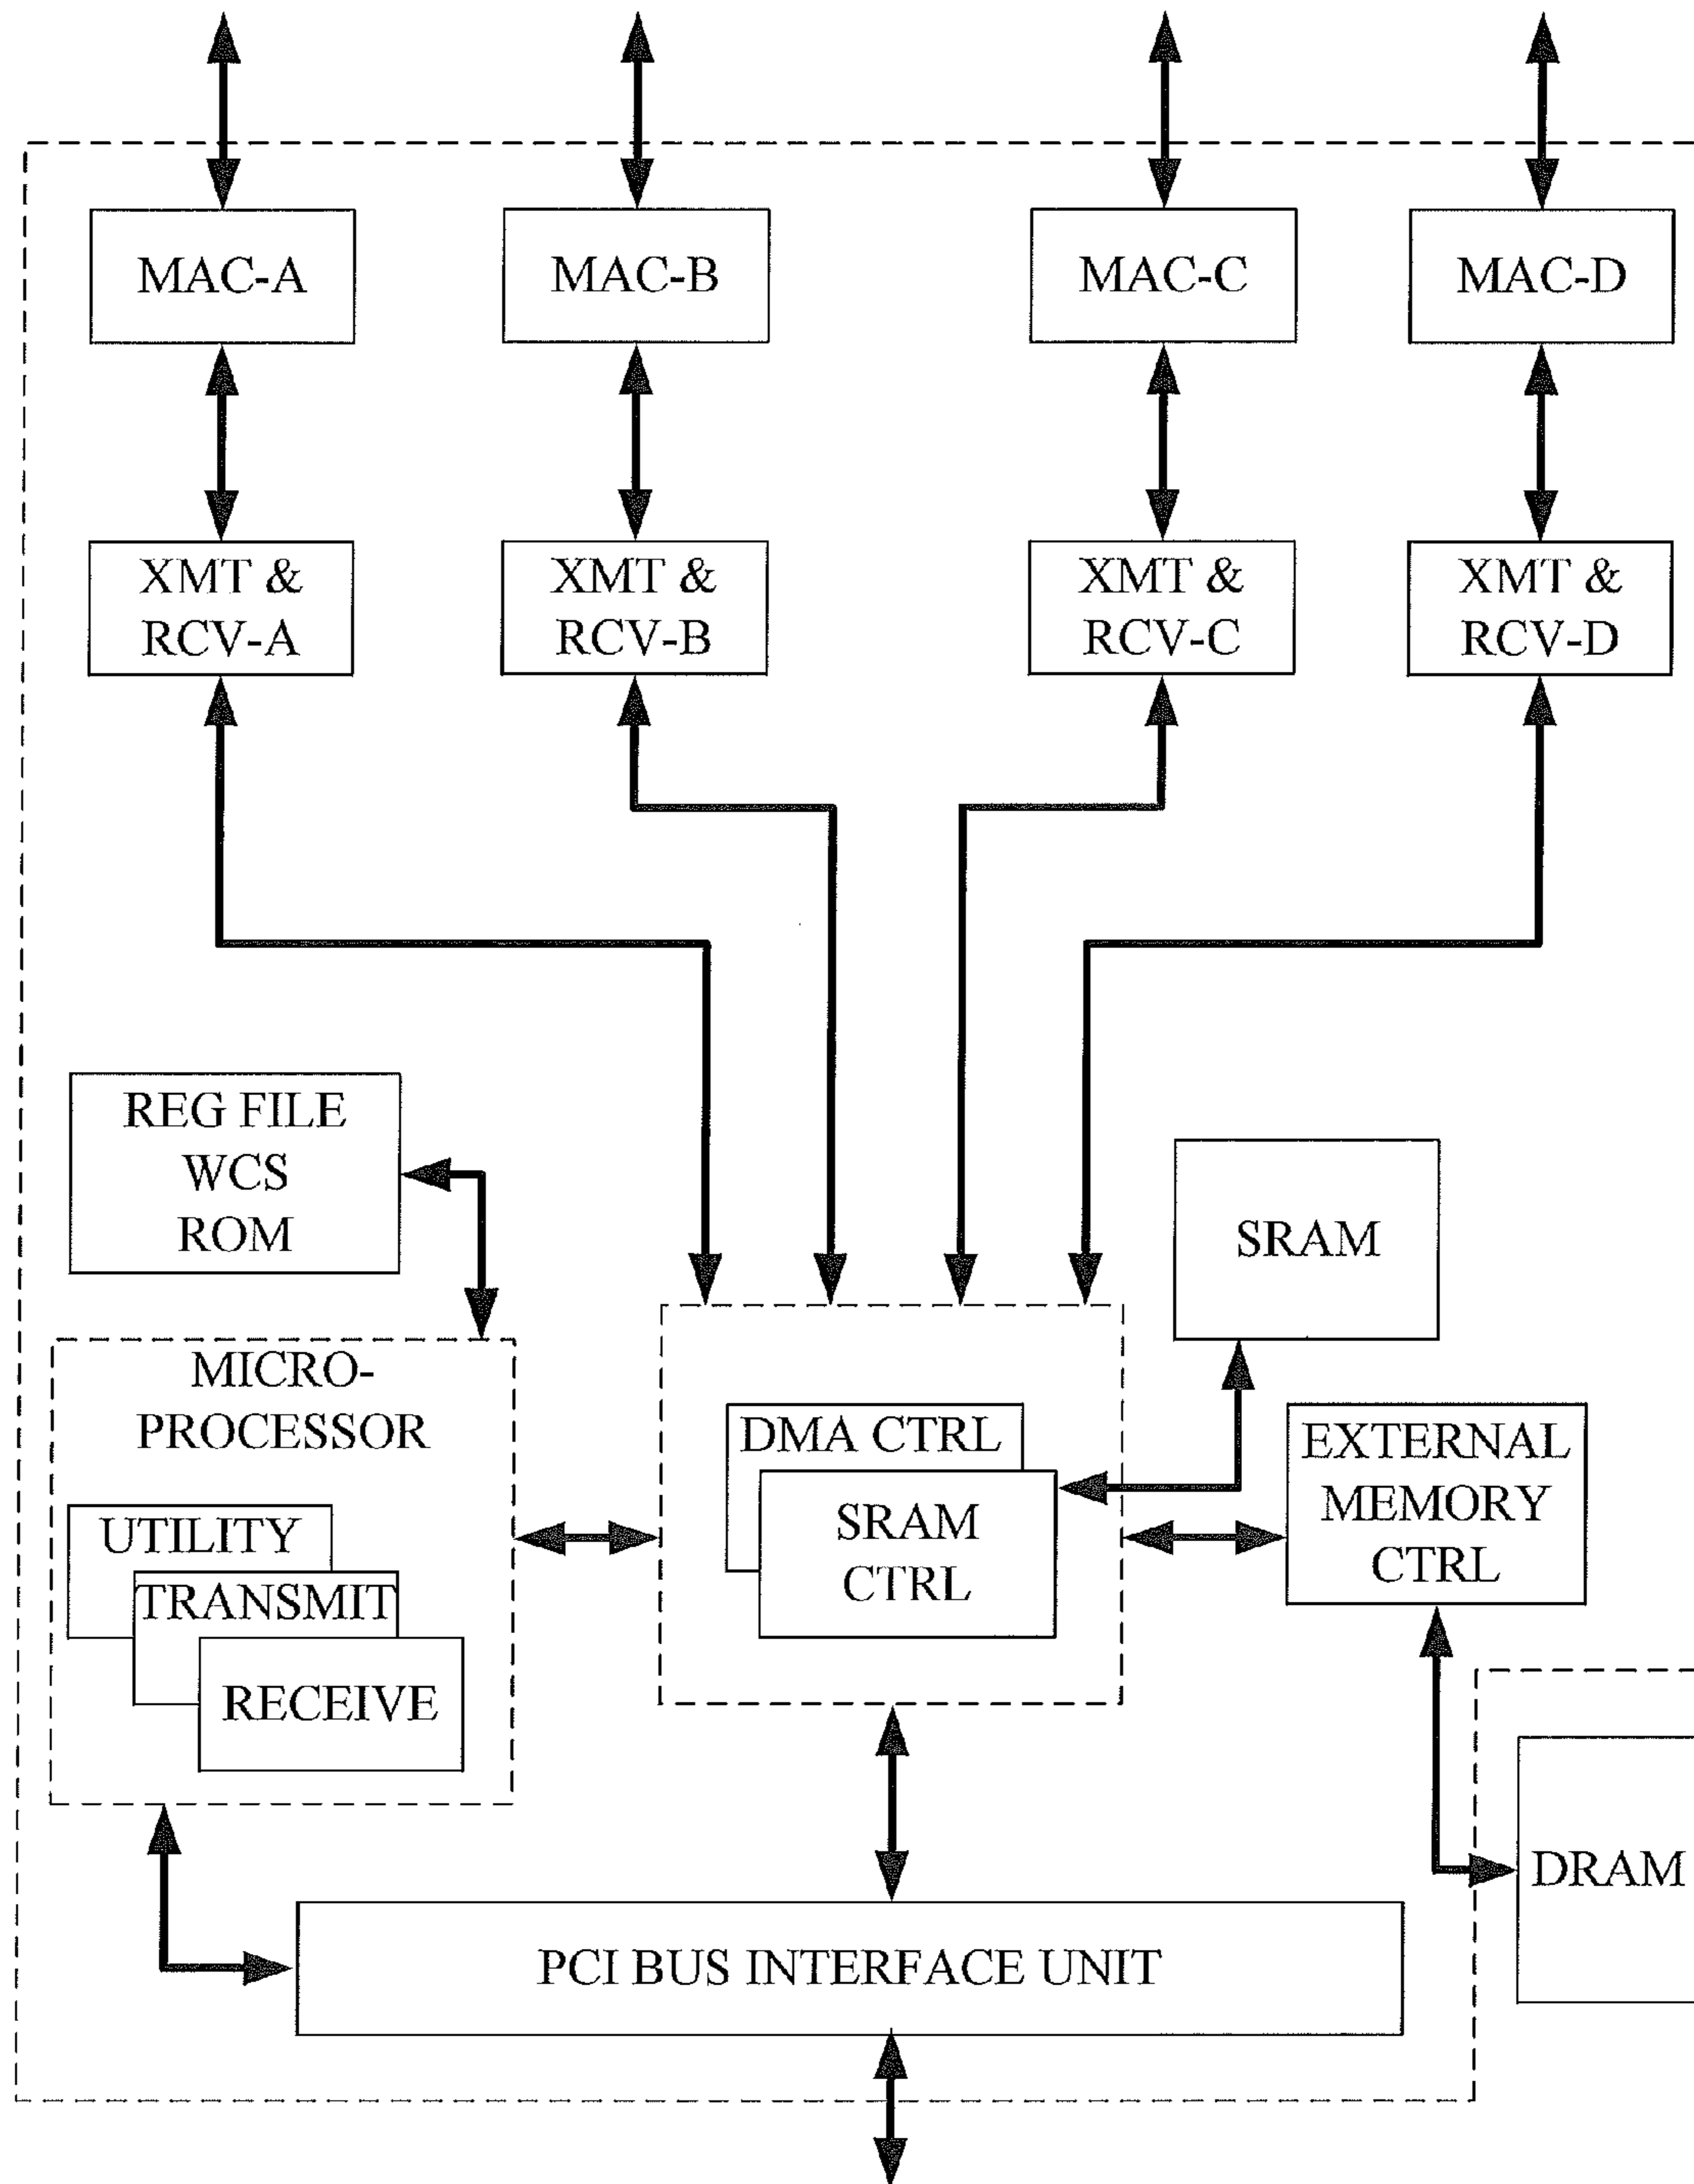 MAC-A
MAC-B
MAC-C
MAC-D
XMT &
RCV-A
XMT &
RCV-B
XMT &
RCV-C
XMT &
RCV-D
REG FILE
WCS
ROM
SRAM
MICRO-
PROCESSOR
UTILITY
TRANSMIT
RECEIVE
DMA CTRL
SRAM
CTRL
EXTERNAL
MEMORY
CTRL
DRAM
PCI BUS INTERFACE UNIT